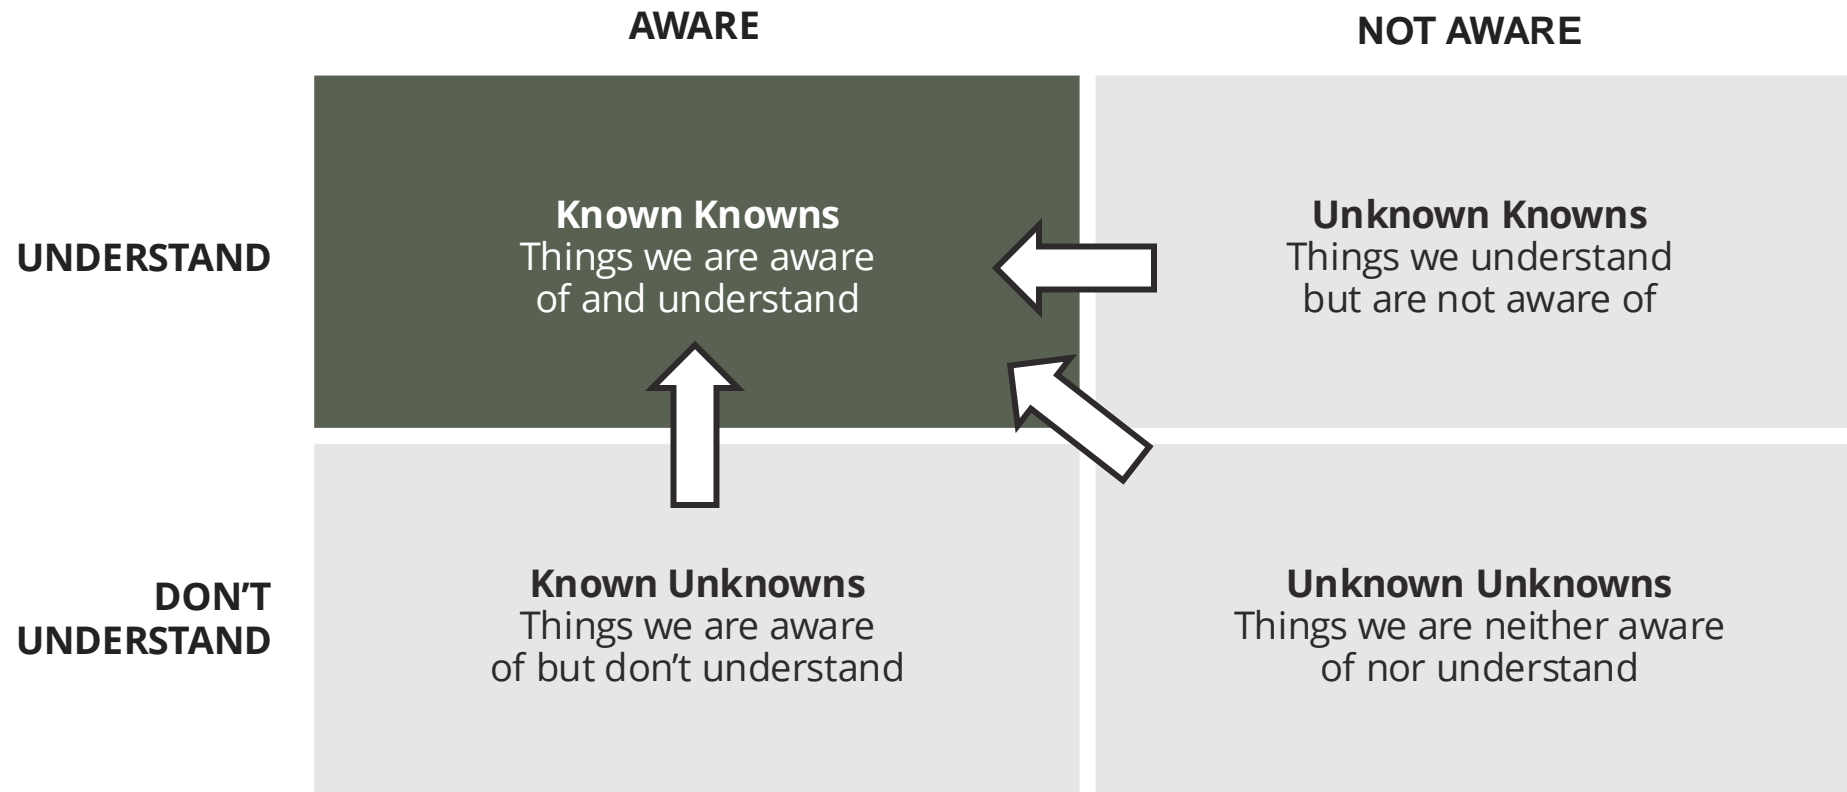 AWARE
NOT AWARE
UNDERSTAND
Known Knowns
Things we are aware
of and understand
Unknown Knowns
Things we understand
but are not aware of
DON’T
UNDERSTAND
Known Unknowns
Things we are aware
of but don’t understand
Unknown Unknowns
Things we are neither aware
of nor understand